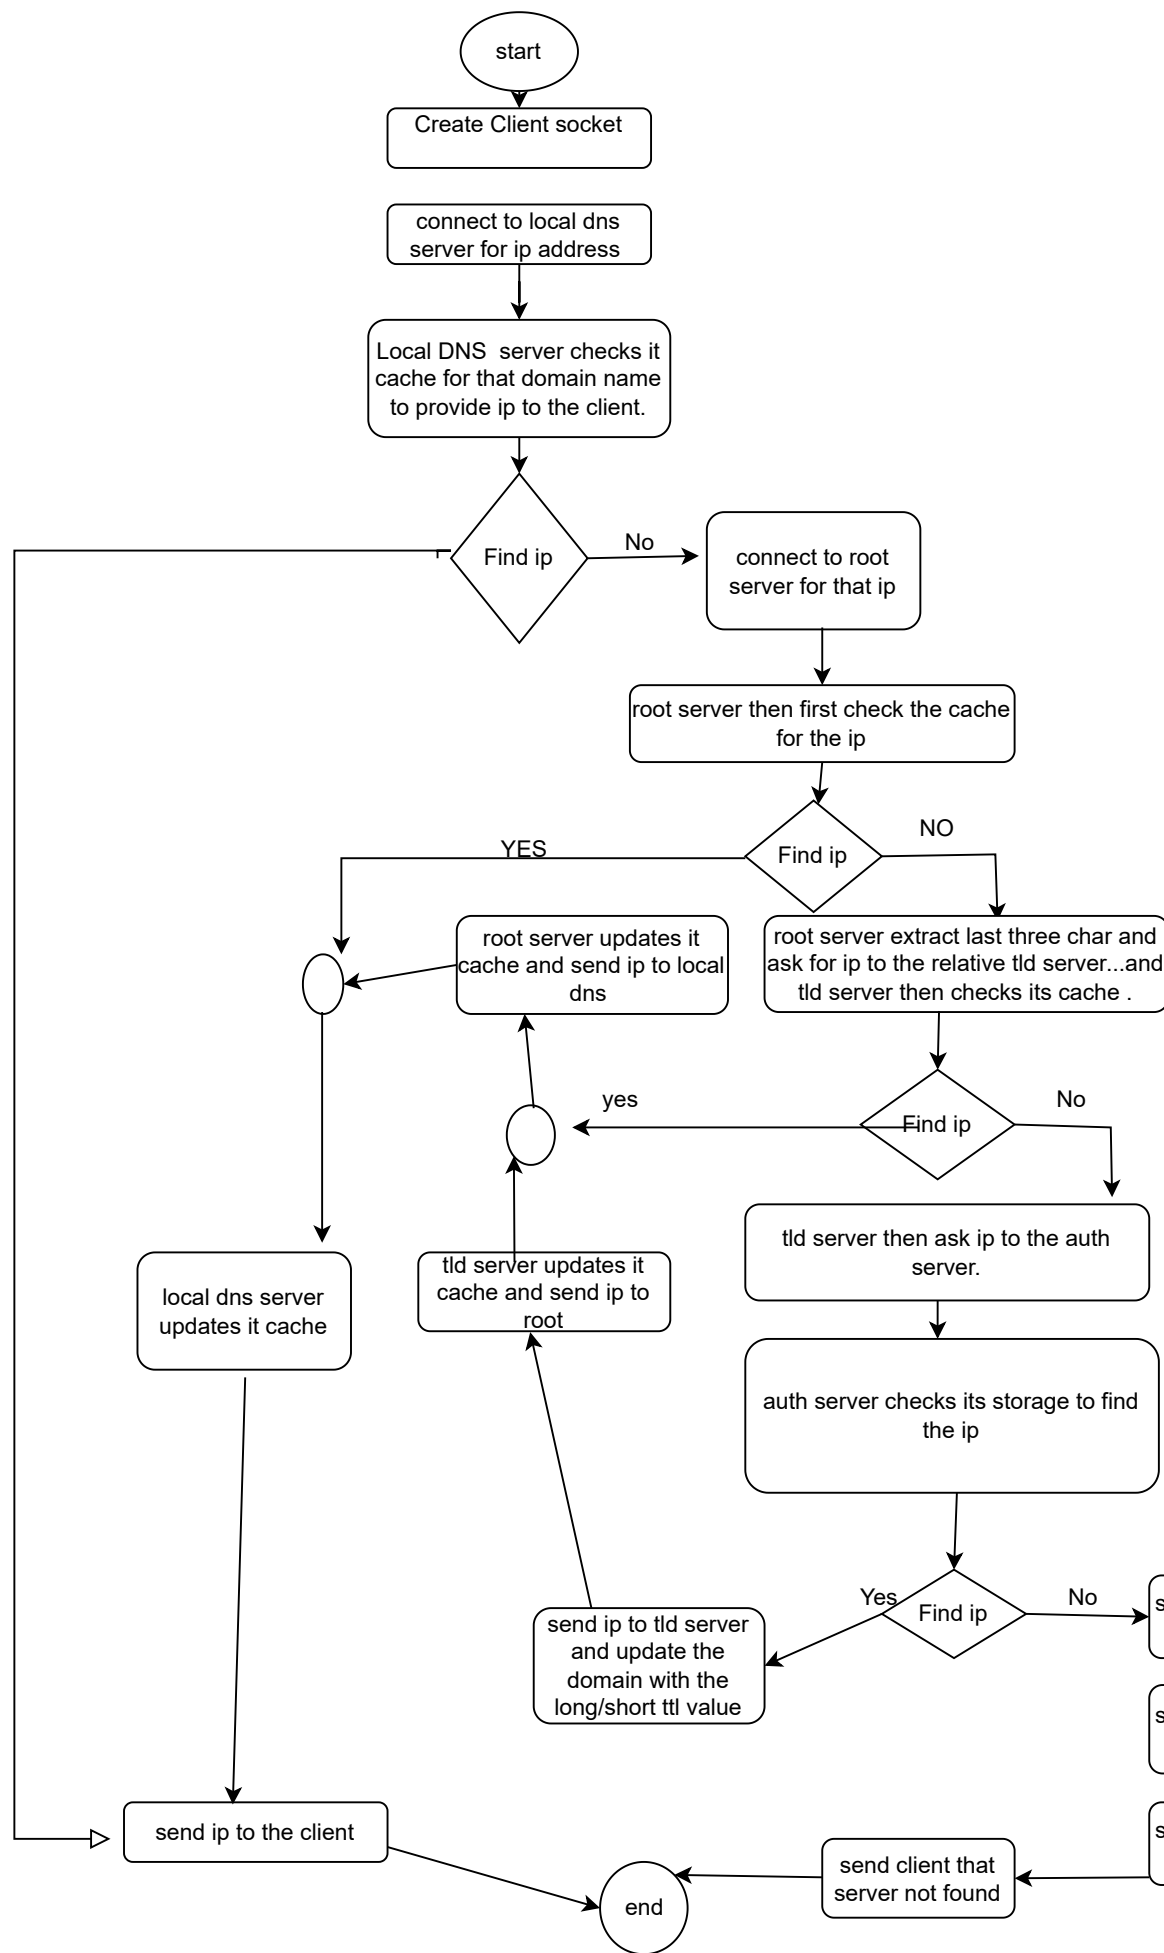 start
Create Client socket
connect to local dns
server for ip address
Local DNS  server checks it
cache for that domain name
to provide ip to the client.
Find ip
No
connect to root
server for that ip
root server then first check the cache
for the ip
Find ip
YES
NO
root server updates it
cache and send ip to local
dns
root server extract last three char and
ask for ip to the relative tld server...and
tld server then checks its cache .
yes
Find ip
No
tld server then ask ip to the auth
server.
local dns server
updates it cache
tld server updates it
cache and send ip to
root
auth server checks its storage to find
the ip
Yes
Find ip
No
send ip to tld server
and update the
domain with the
long/short ttl value
send ip to the client
send client that
server not found
end